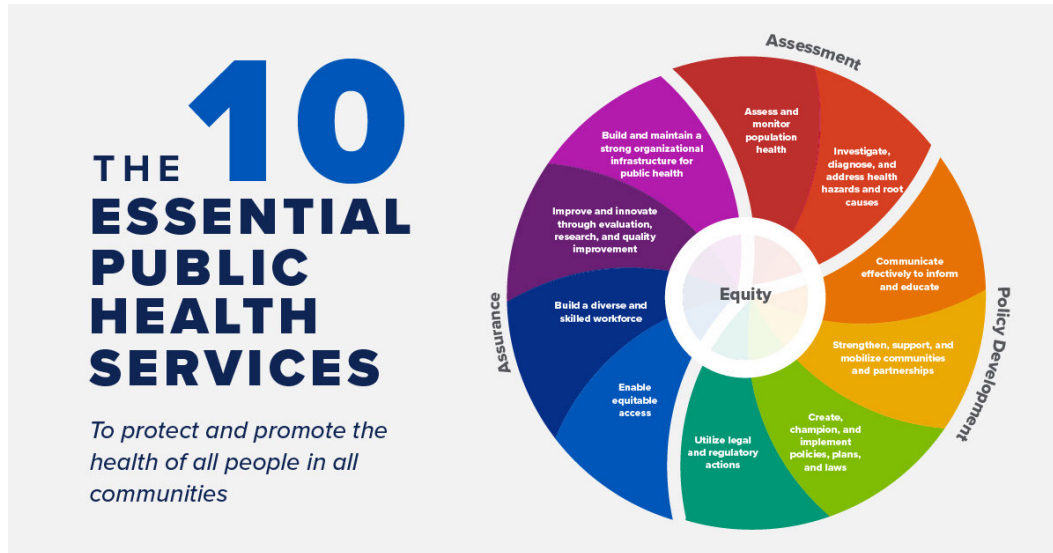 THE 10
ESSENTIAL
PUBLIC
HEALTH
SERVICES
To protect and promote the
health of all people in all
communities
Assessment
Assess and
monitor
population
health
Investigate,
diagnose, and
address health
hazards and root
causes
Policy Development
Communicate
effectively to inform
and educate
Strengthen, support, and
mobilize communities
and partnerships
Create,
champion, and
implement
policies, plans,
and laws
Utilize legal
and regulatory
actions
Assurance
Enable
equitable
access
Build a diverse and
skilled workforce
Improve and innovate
through evaluation,
research, and quality
improvement
Build and maintain a
strong organizational
infrastructure for
public health
Equity